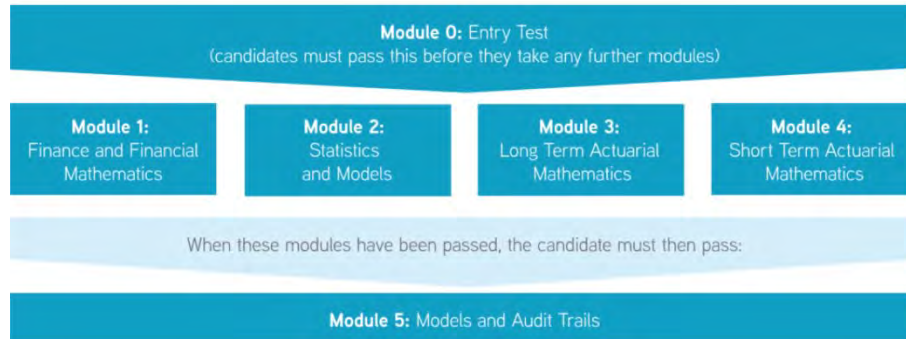 Module 0: Entry Test
(candidates must pass this before they take any further modules)
Module 1:
Finance and Financial
Mathematics
Module 2:
Statistics
and Models
Module 3:
Long Term Actuarial
Mathematics
Module 4:
Short Term Actuarial
Mathematics
When these modules have been passed, the candidate must then pass:
Module 5: Models and Audit Trails